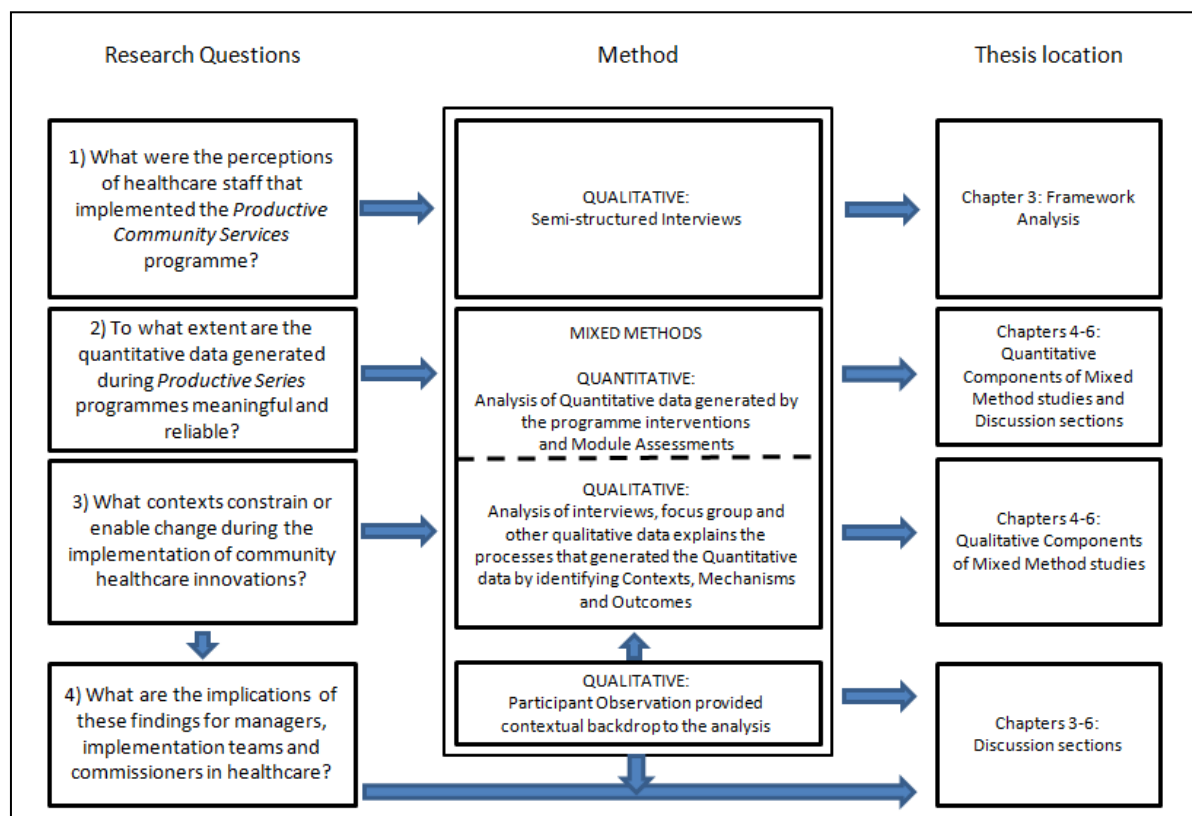 Research Questions
Method
Thesis location
1) What were the perceptions
of healthcare staff that
implemented the Productive
Community Services
programme?
QUALITATIVE:
Semi-structured Interviews
Chapter 3: Framework
Analysis
2) To what extent are the
quantitative data generated
during Productive Series
programmes meaningful and
reliable?
MIXED METHODS
QUANTITATIVE:
Analysis of Quantitative data generated by
the programme interventions
and Module Assessments
Chapters 4-6:
Quantitative
Components of Mixed
Method studies and
Discussion sections
3) What contexts constrain or
enable change during the
implementation of community
healthcare innovations?
QUALITATIVE:
Analysis of interviews, focus group and
other qualitative data explains the
processes that generated the Quantitative
data by identifying Contexts, Mechanisms
and Outcomes
Chapters 4-6:
Qualitative Components
of Mixed Method studies
4) What are the implications of
these findings for managers,
implementation teams and
commissioners in healthcare?
QUALITATIVE:
Participant Observation provided
contextual backdrop to the analysis
Chapters 3-6:
Discussion sections